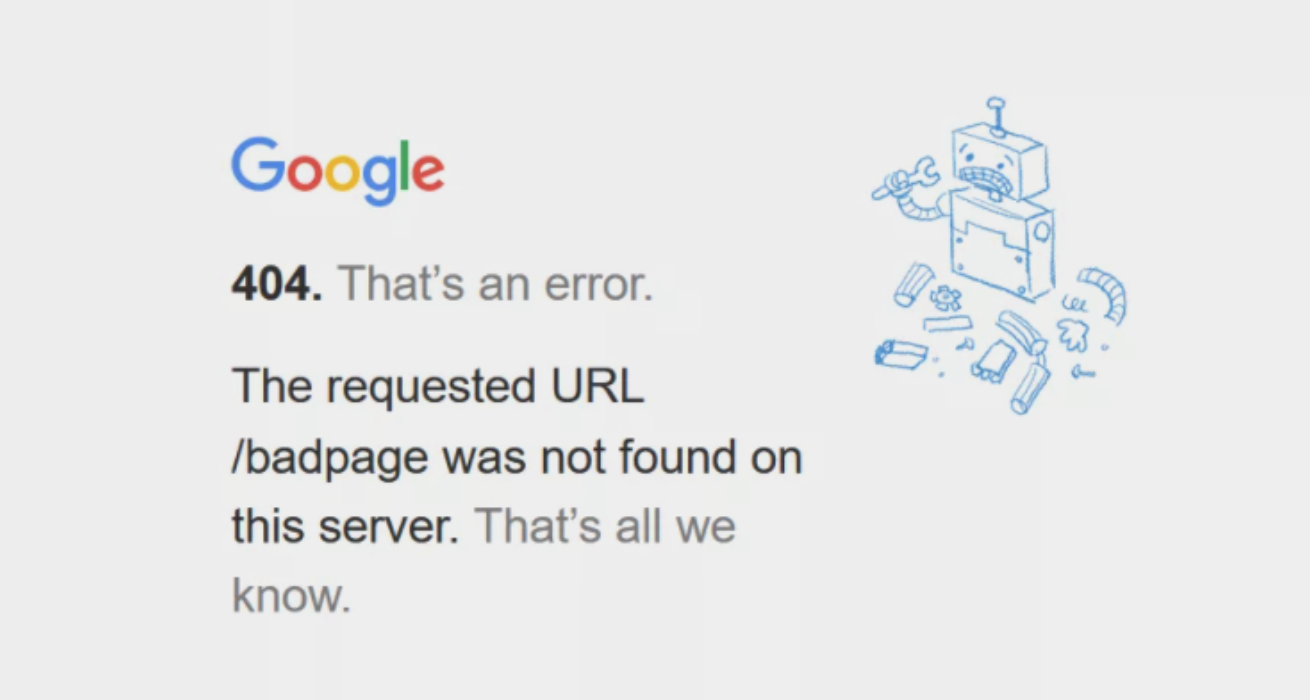 Google
404. That’s an error.
The requested URL
/badpage was not found on
this server. That’s all we
know.